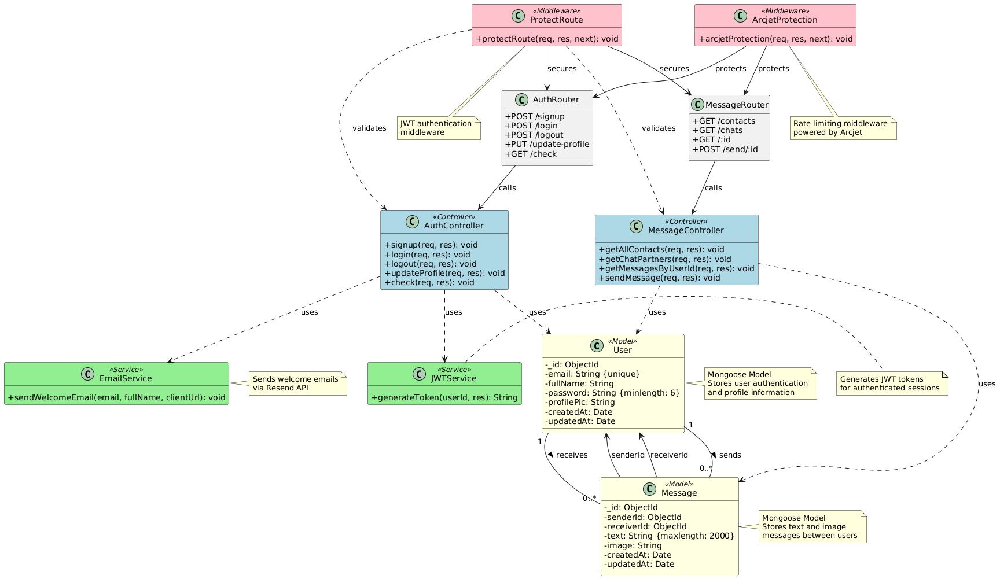 «Middleware»
C ProtectRoute
+protectRoute(req, res, next): void
«Middleware»
C ArcjetProtection
+arcjetProtection(req, res, next): void
secures
secures
protects
protects
validates
validates
JWT authentication
middleware
C AuthRouter
+POST /signup
+POST /login
+POST /logout
+PUT /update-profile
+GET /check
C MessageRouter
+GET /contacts
+GET /chats
+GET /:id
+POST /send/:id
Rate limiting middleware
powered by Arcjet
calls
calls
«Controller»
C AuthController
+signup(req, res): void
+login(req, res): void
+logout(req, res): void
+updateProfile(req, res): void
+check(req, res): void
«Controller»
C MessageController
+getAllContacts(req, res): void
+getChatPartners(req, res): void
+getMessagesByUserId(req, res): void
+sendMessage(req, res): void
uses
uses
uses
uses
uses
«Service»
C EmailService
+sendWelcomeEmail(email, fullName, clientUrl): void
Sends welcome emails
via Resend API
«Service»
C JWTService
+generateToken(userId, res): String
«Model»
C User
-_id: ObjectId
-email: String {unique}
-fullName: String
-password: String {minlength: 6}
-profilePic: String
-createdAt: Date
-updatedAt: Date
Mongoose Model
Stores user authentication
and profile information
Generates JWT tokens
for authenticated sessions
1
receives
0..*
senderId
receiverId
1
sends
0..*
«Model»
C Message
-_id: ObjectId
-senderId: ObjectId
-receiverId: ObjectId
-text: String {maxlength: 2000}
-image: String
-createdAt: Date
-updatedAt: Date
Mongoose Model
Stores text and image
messages between users